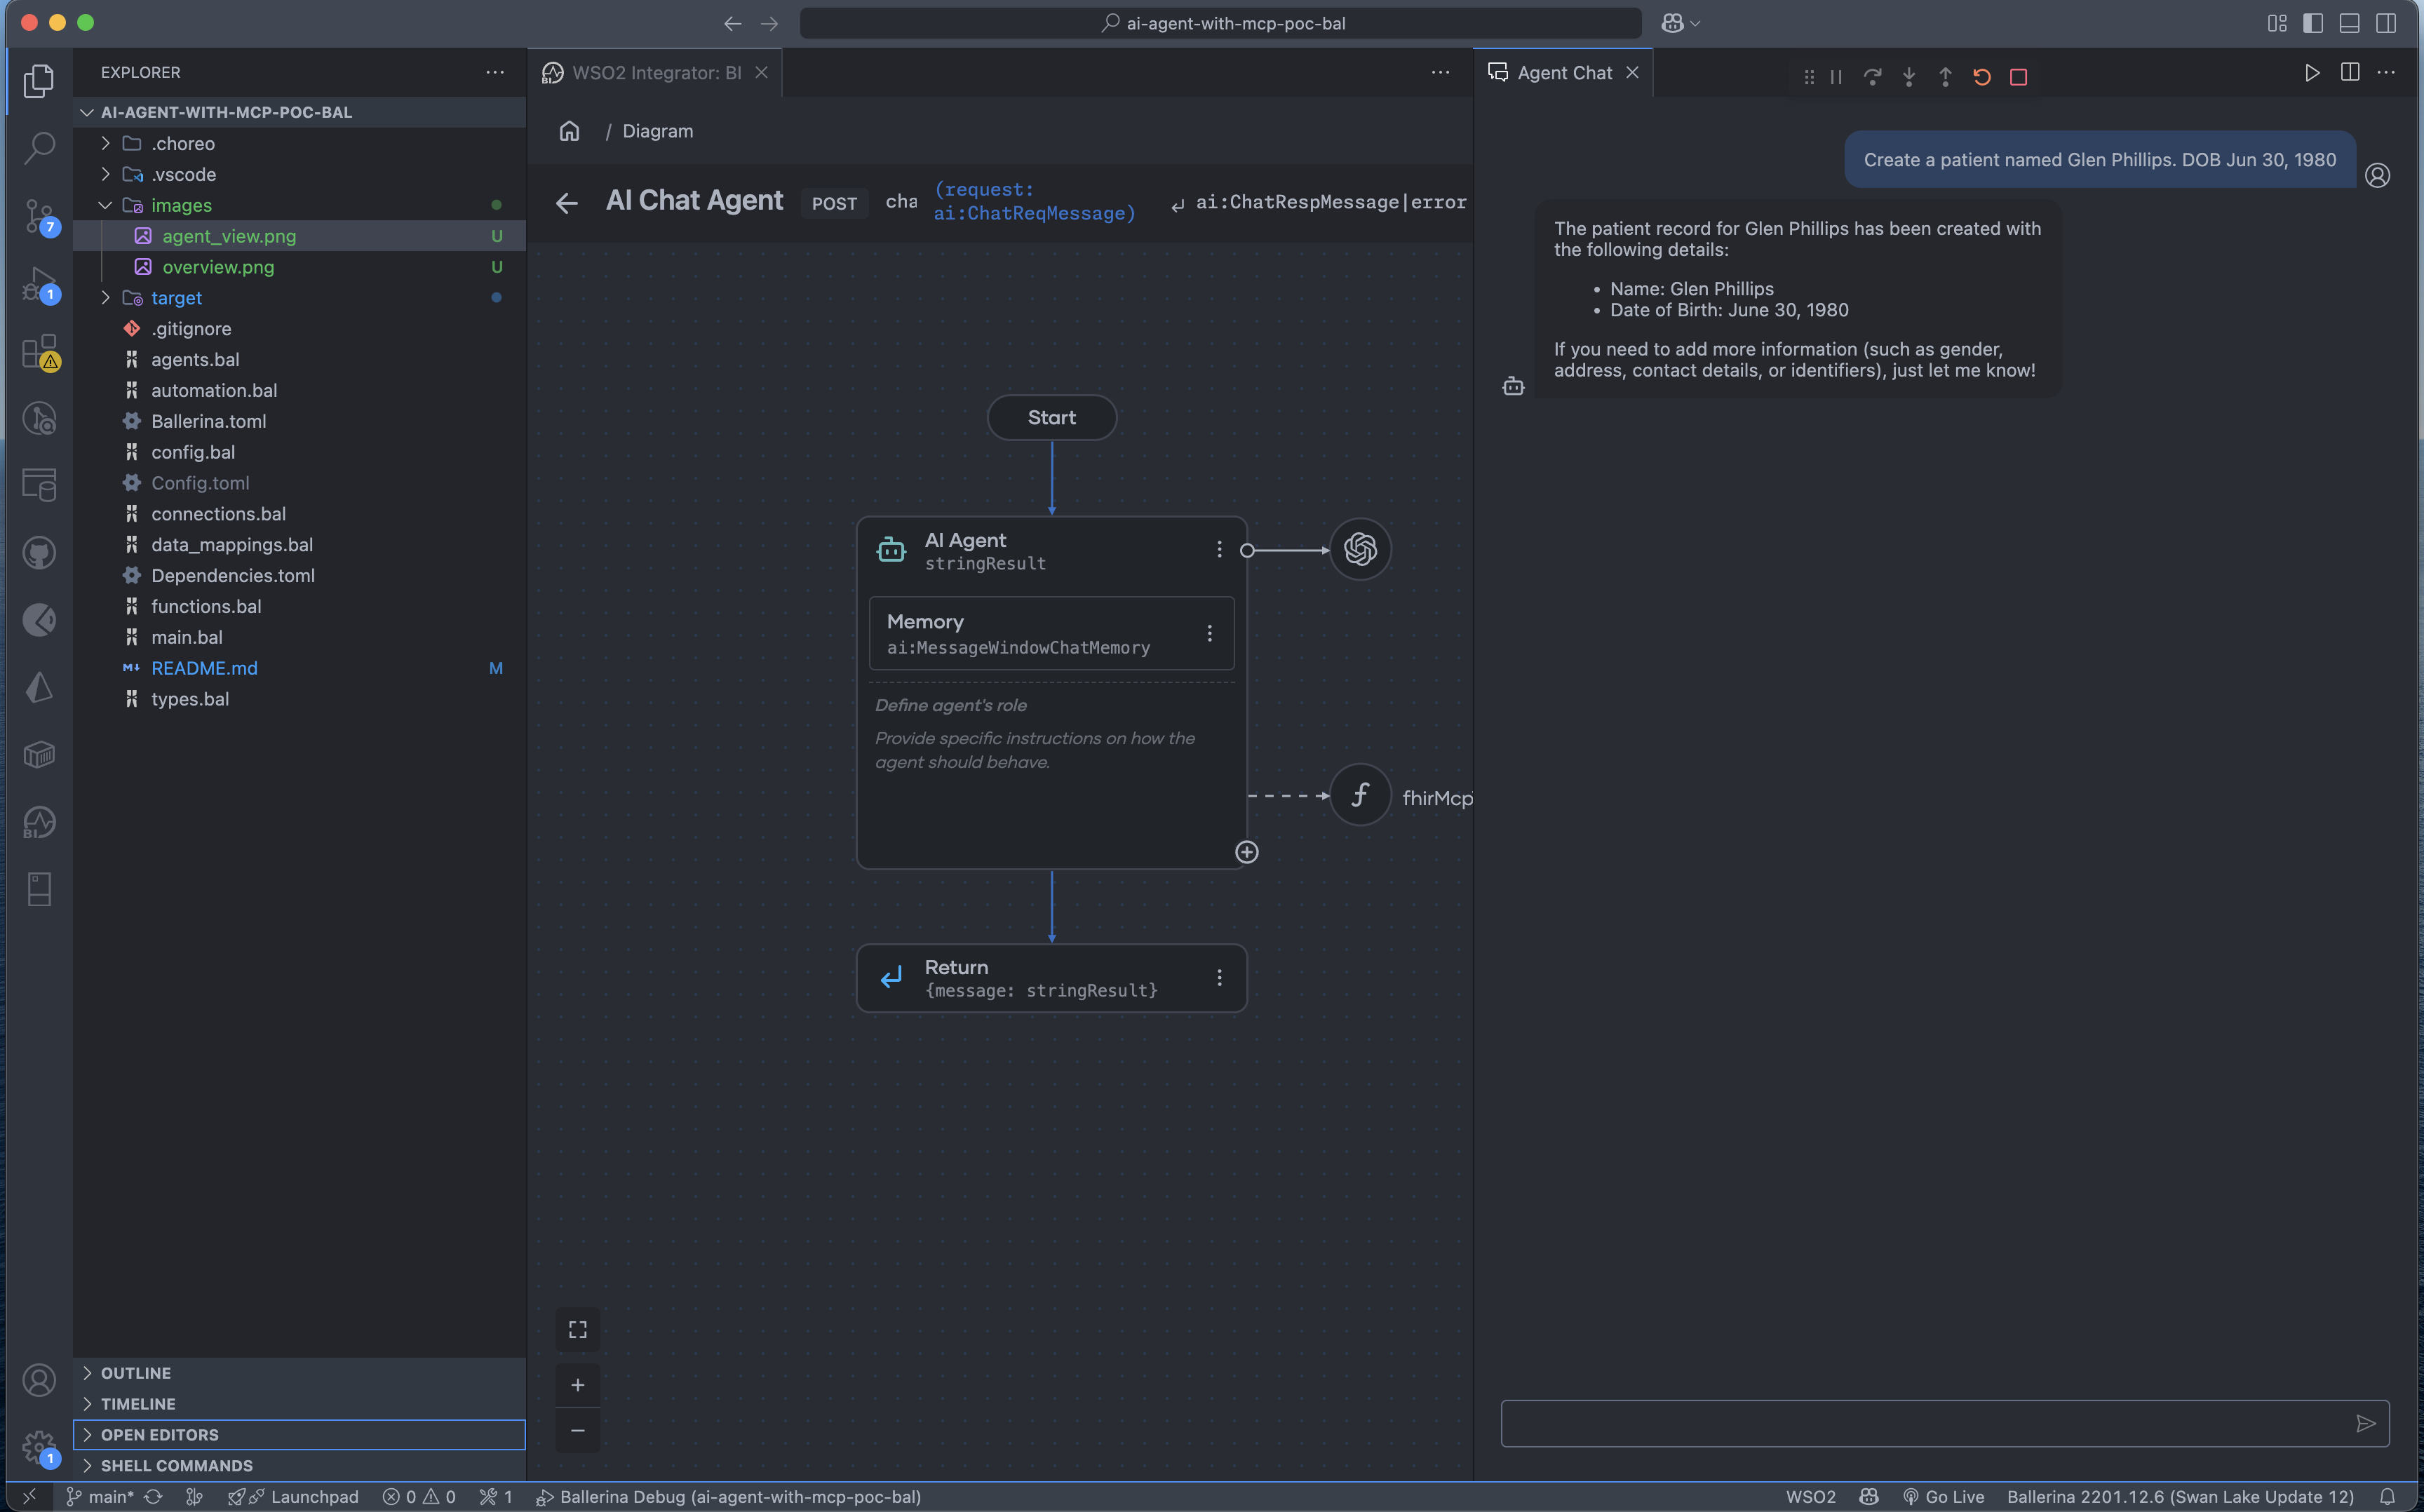 ai-agent-with-mcp-poc-bal
EXPLORER
AI-AGENT-WITH-MCP-POC-BAL
.choreo
.vscode
images
agent_view.png U
overview.png U
target
.gitignore
agents.bal
automation.bal
Ballerina.toml
config.bal
Config.toml
connections.bal
data_mappings.bal
Dependencies.toml
functions.bal
main.bal
README.md M
types.bal
OUTLINE
TIMELINE
OPEN EDITORS
SHELL COMMANDS
7
1
BI
1
WSO2 Integrator: BI
/ Diagram
AI Chat Agent POST cha
(request:
ai:ChatReqMessage)
ai:ChatRespMessage|error
Start
AI Agent
stringResult
Memory
ai:MessageWindowChatMemory
Define agent's role
Provide specific instructions on how the
agent should behave.
fhirMcp
Return
{message: stringResult}
Agent Chat
Create a patient named Glen Phillips. DOB Jun 30, 1980
The patient record for Glen Phillips has been created with
the following details:
• Name: Glen Phillips
• Date of Birth: June 30, 1980
If you need to add more information (such as gender,
address, contact details, or identifiers), just let me know!
main* Launchpad 0 0 1 Ballerina Debug (ai-agent-with-mcp-poc-bal) WSO2 Go Live Ballerina 2201.12.6 (Swan Lake Update 12)